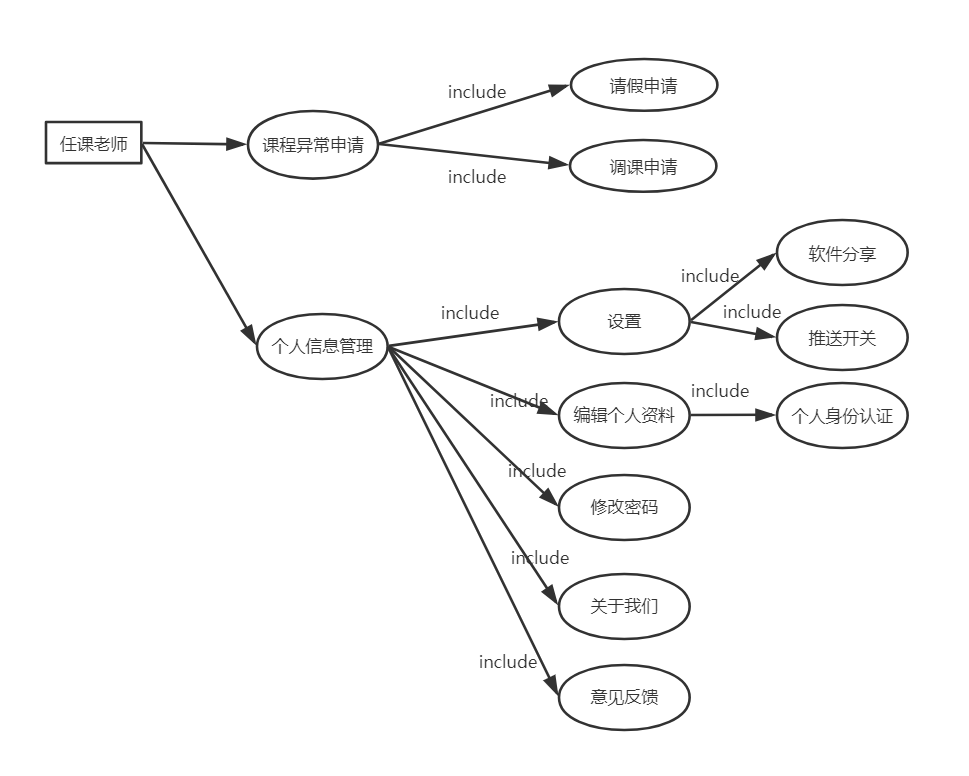 include
请假申请
任课老师
课程异常申请
include
调课申请
软件分享
include
include
include
设置
推送开关
个人信息管理
include
include
编辑个人资料
个人身份认证
include
修改密码
include
关于我们
include
意见反馈